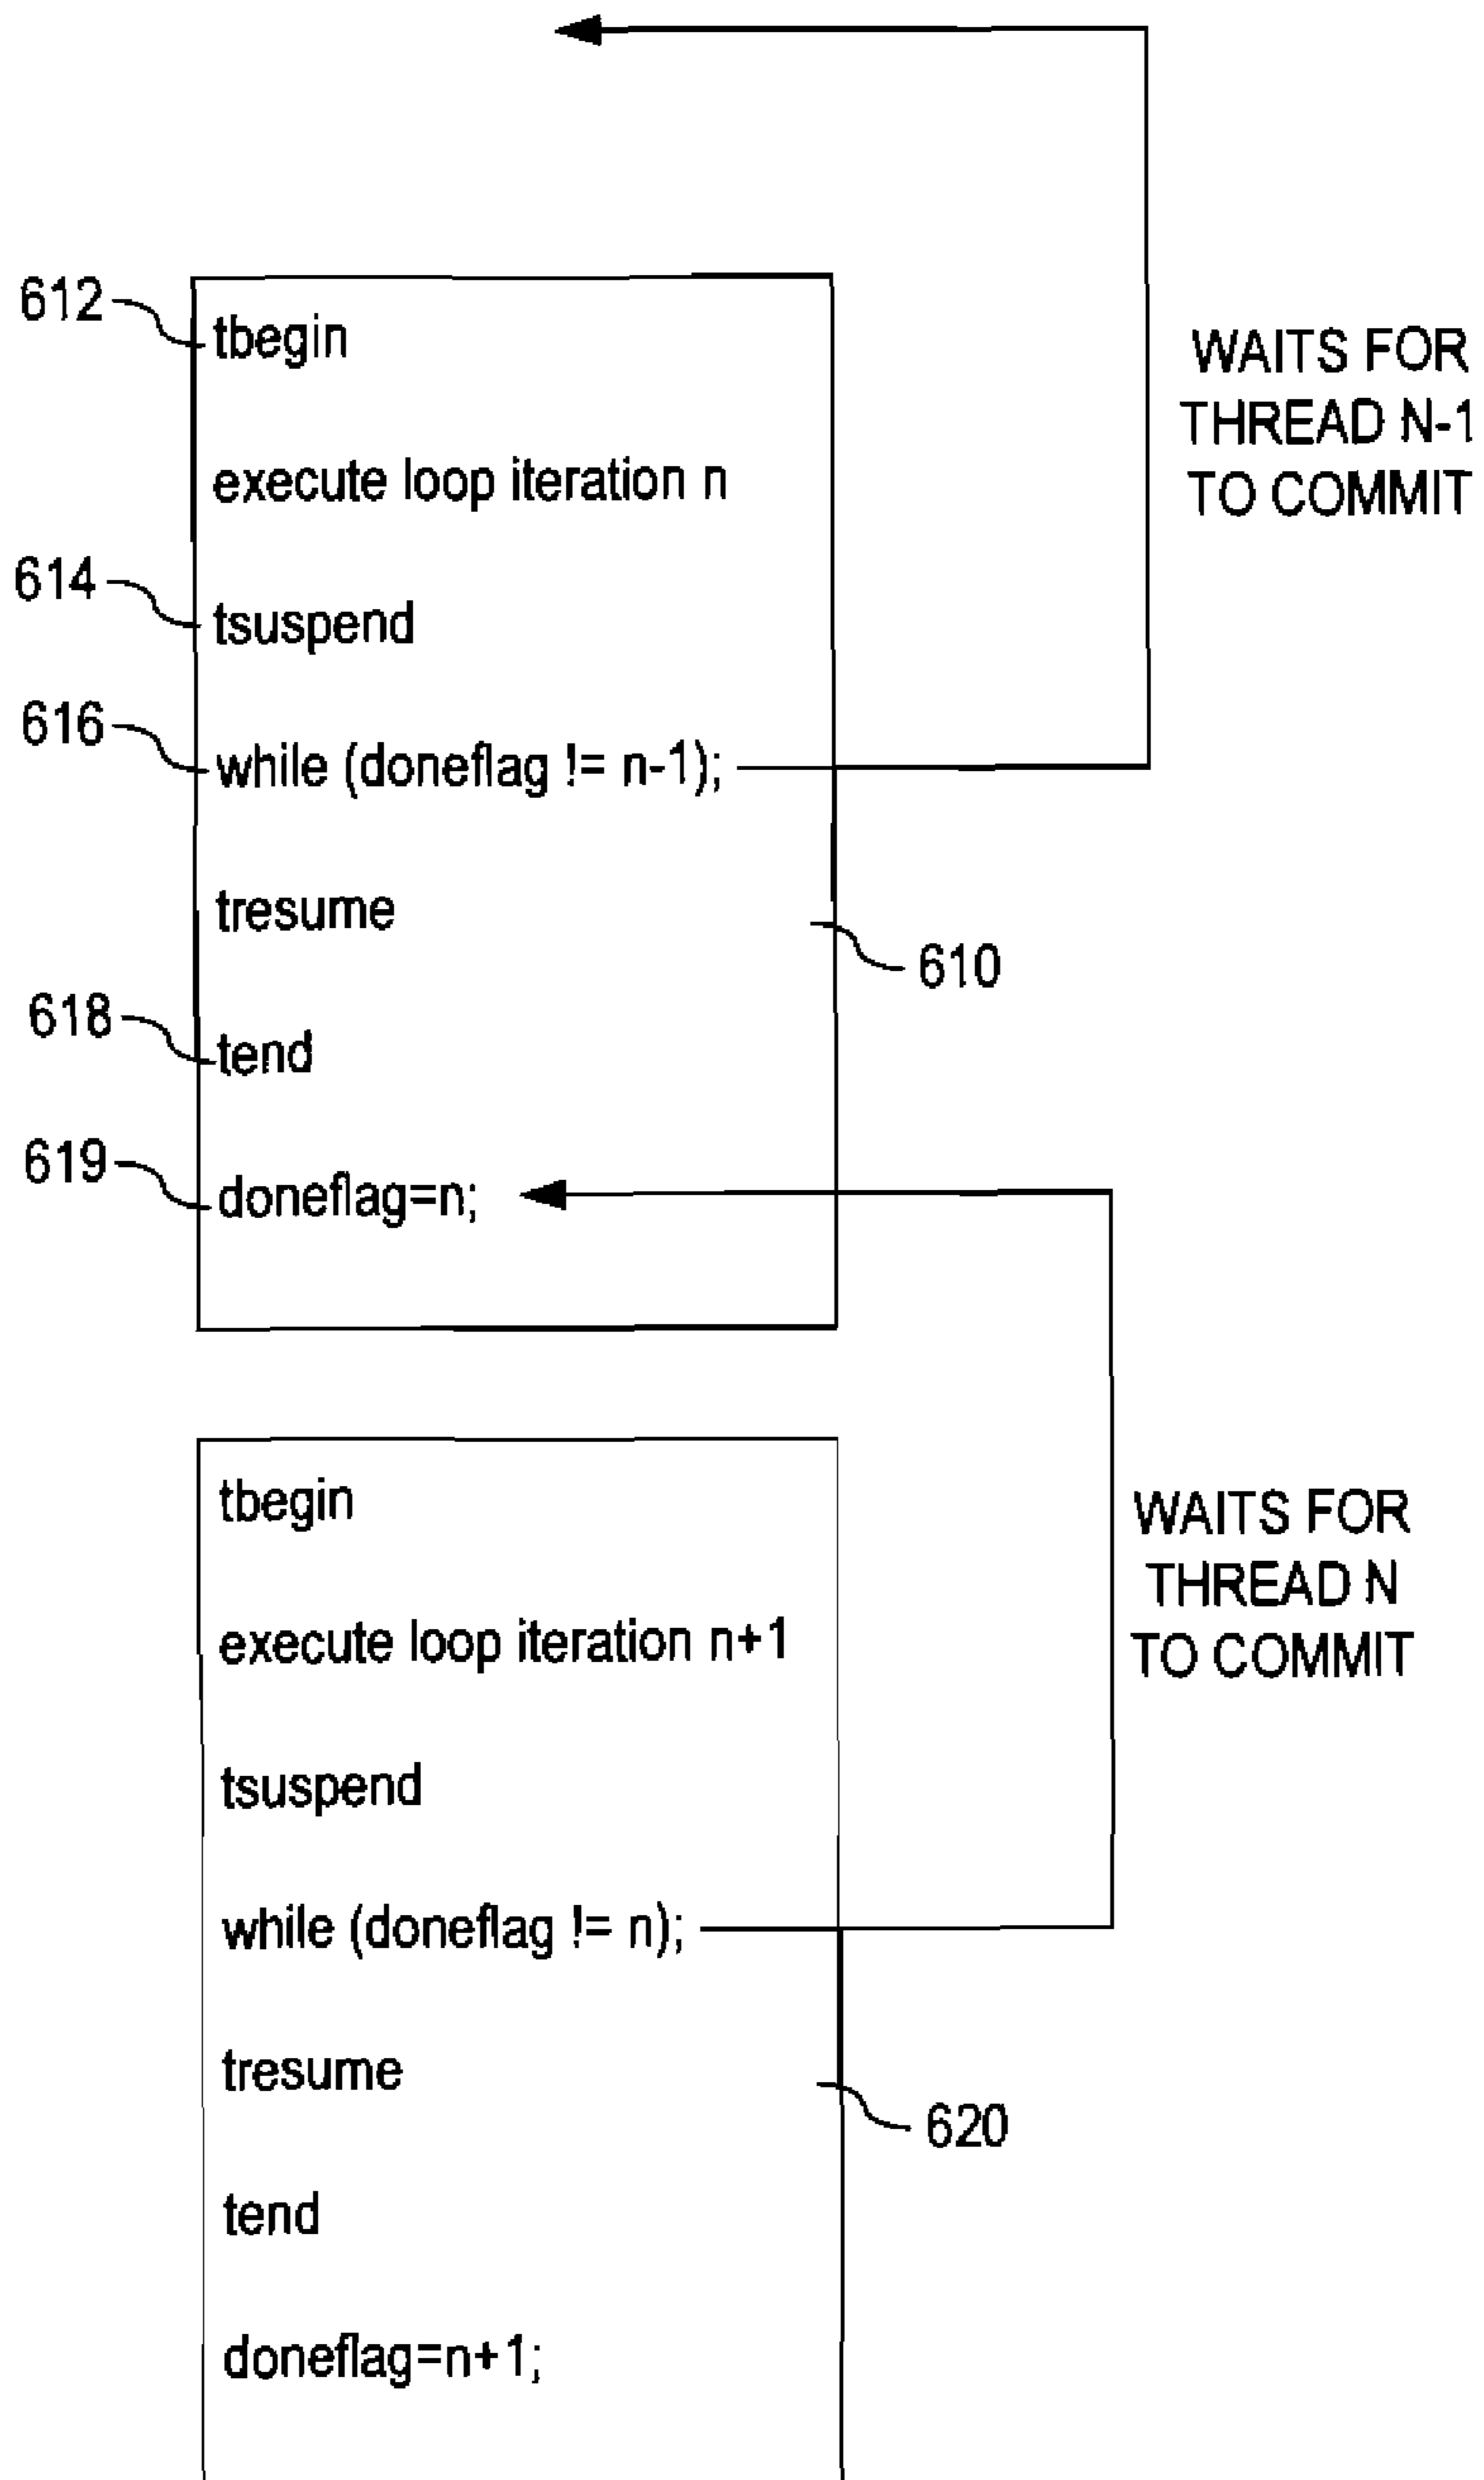 612
tbegin
WAITS FOR
THREAD N-1
TO COMMIT
execute loop iteration n
614
tsuspend
616
while (doneflag != n-1);
tresume
610
618
tend
619
doneflag=n;
tbegin
WAITS FOR
THREAD N
TO COMMIT
execute loop iteration n+1
tsuspend
while (doneflag != n);
tresume
620
tend
doneflag=n+1;